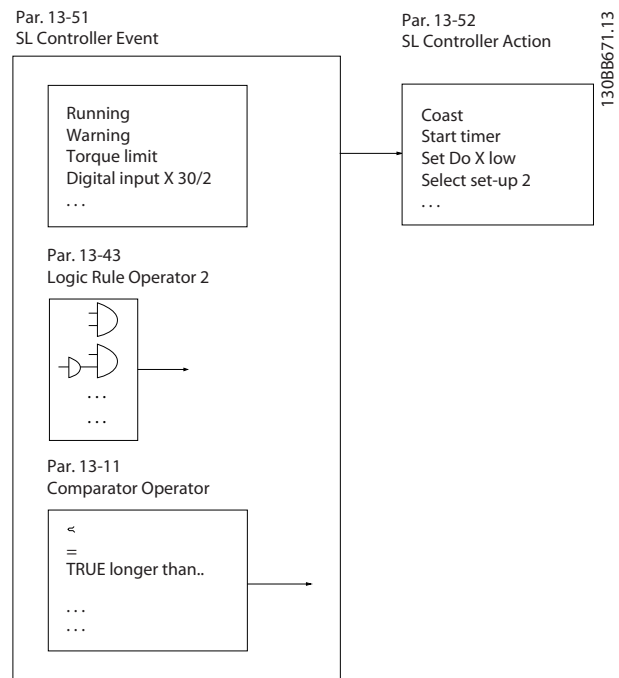 Par. 13-51
SL Controller Event
Par. 13-52
SL Controller Action
130BB671.13
Running
Warning
Torque limit
Digital input X 30/2
. . .
Coast
Start timer
Set Do X low
Select set-up 2
. . .
Par. 13-43
Logic Rule Operator 2
. . .
. . .
Par. 13-11
Comparator Operator
=
TRUE longer than..
. . .
. . .